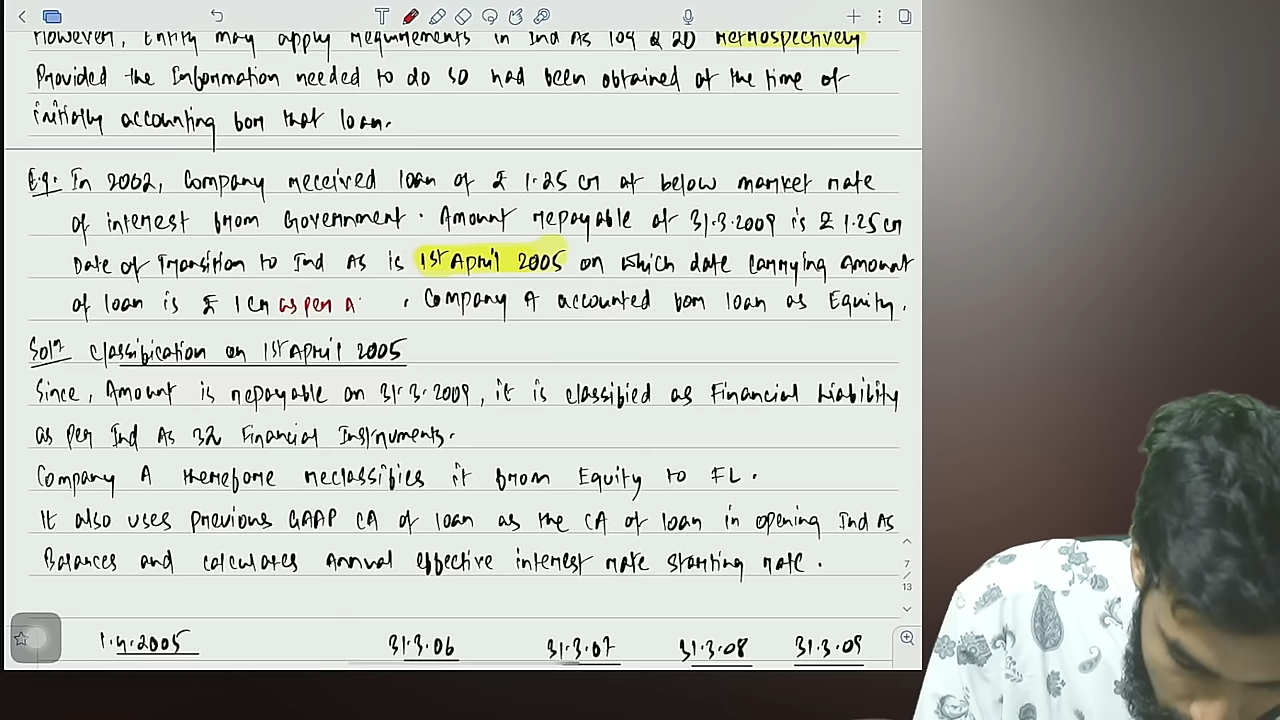 However, Entity may apply Requirements in Ind As 109 & 20 Retrospectively
Provided the Information needed to do so had been obtained at the time of
initially accounting for that loan.
E.g. In 2002, Company received loan of ₹ 1.25 cr at below market rate
of interest from Government. Amount repayable at 31.3.2009 is ₹ 1.25 cr
Date of Transition to Ind As is 1st April 2005 on which date carrying Amount
of loan is ₹ 1 cr as per A . Company A accounted for loan as Equity.
Solⁿ Classification on 1st April 2005
Since, Amount is repayable on 31.3.2009, it is classified as Financial Liability
as per Ind As 32 Financial Instruments.
Company A therefore reclassifies it from Equity to FL.
It also uses previous GAAP CA of loan as the CA of loan in opening Ind As
Balances and calculates Annual effective interest rate starting rate.
7
13
1.4.2005 31.3.06 31.3.07 31.3.08 31.3.09